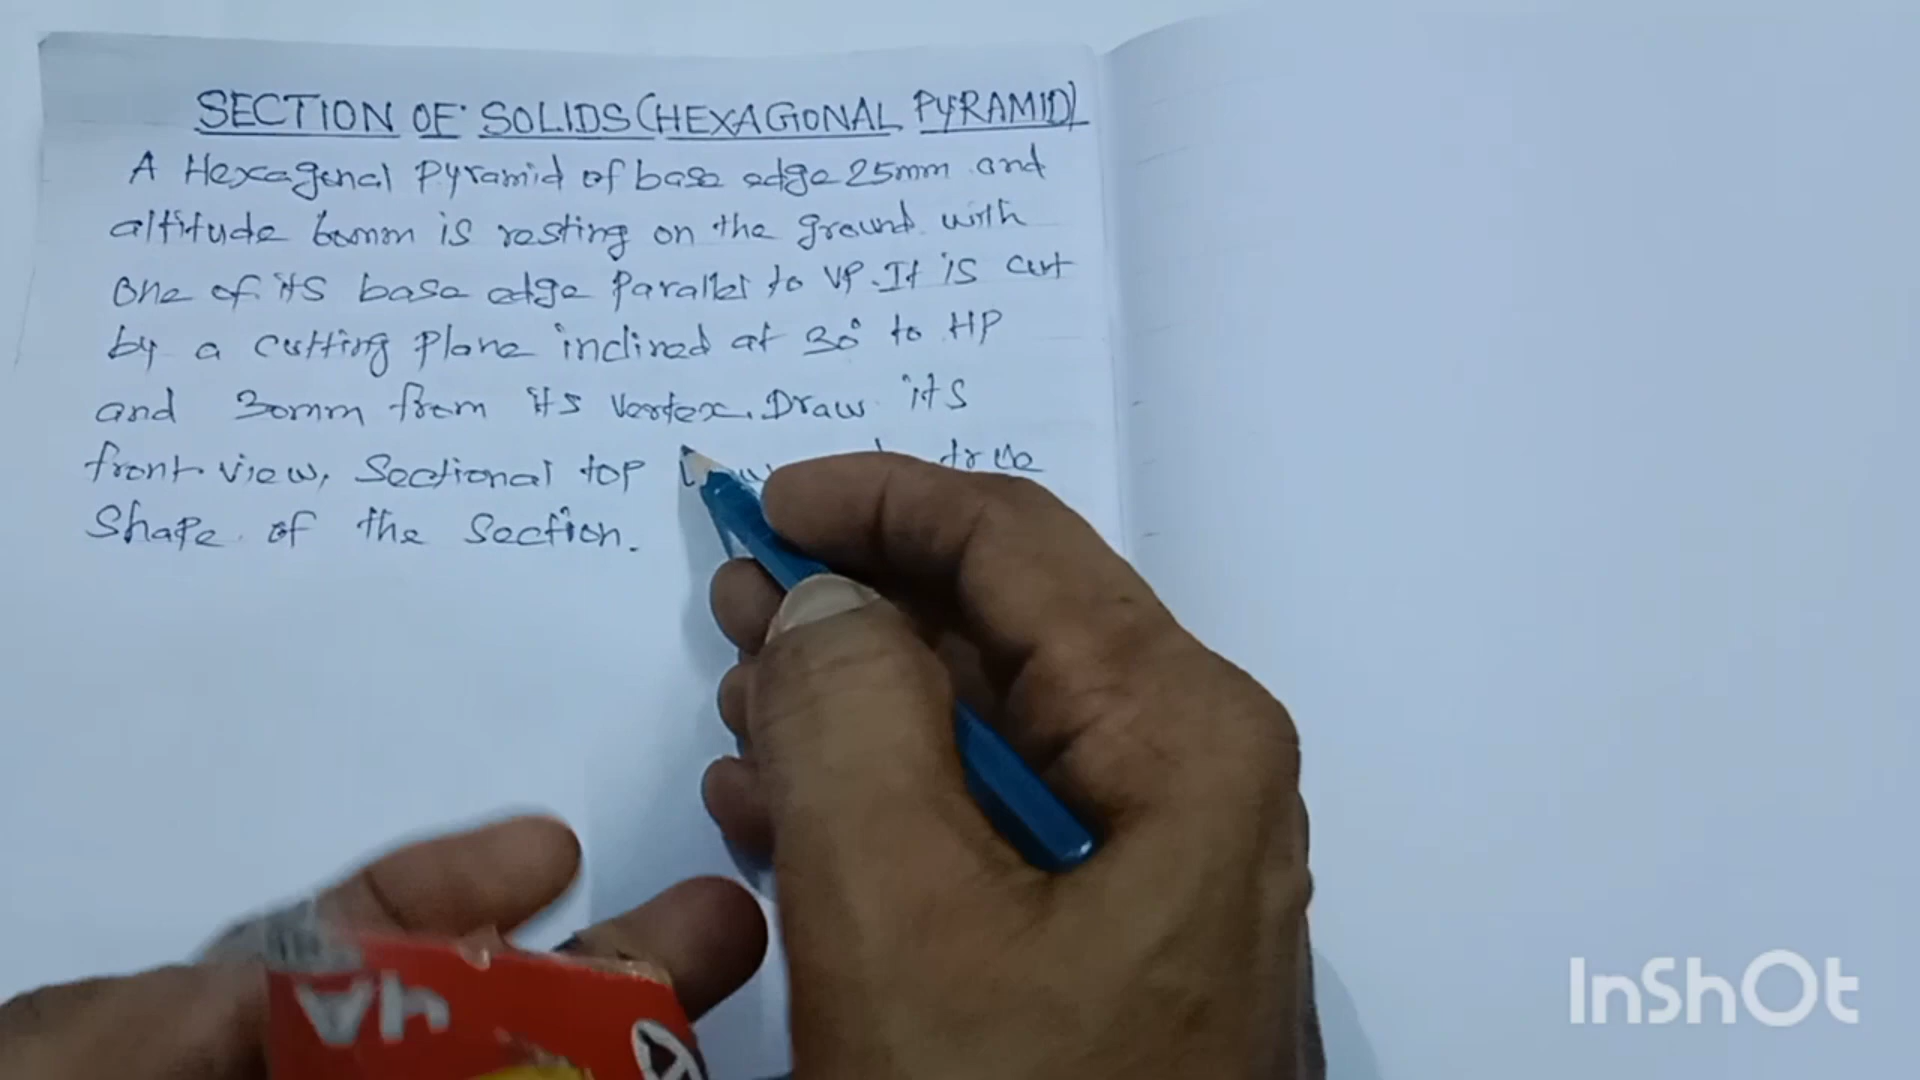 SECTION OF SOLIDS (HEXAGONAL PYRAMID)
A Hexagonal Pyramid of base edge 25mm and
altitude 60mm is resting on the ground with
one of its base edge Parallel to VP. It is cut
by a cutting Plane inclined at 30° to HP
and 30mm from its Vertex. Draw its
front view, Sectional top true
Shape of the Section.
InShOt